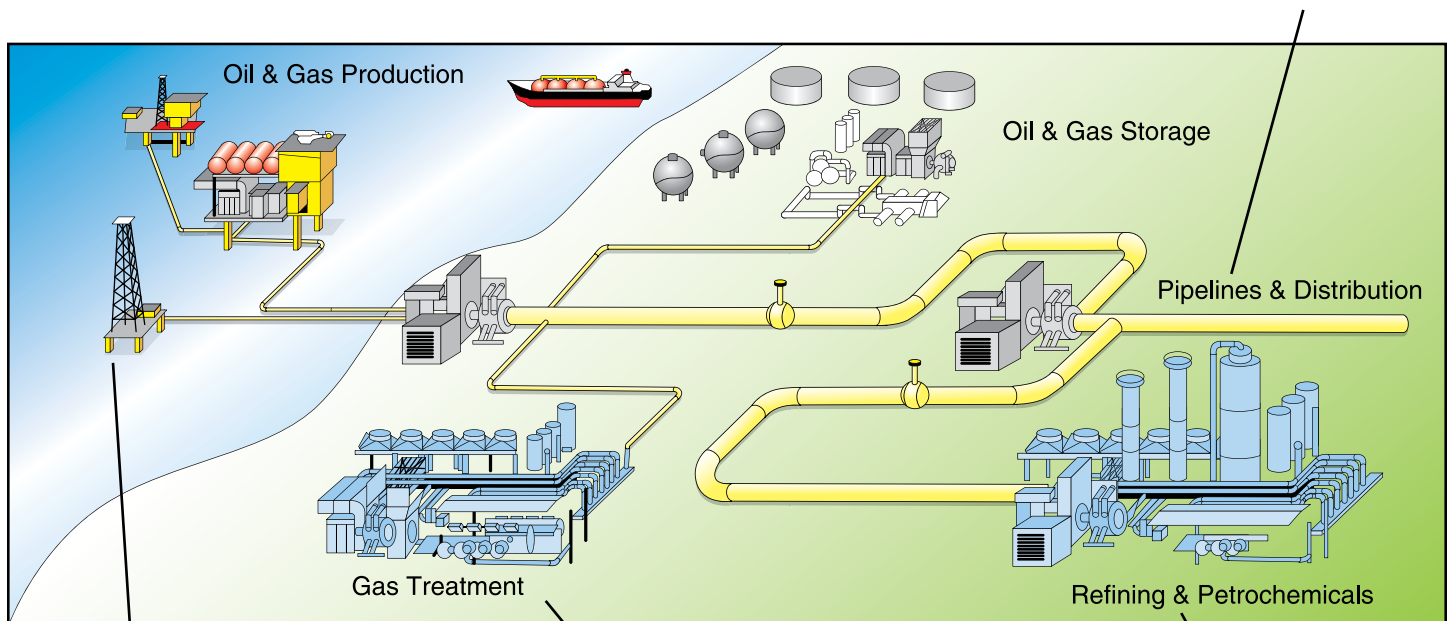 Oil & Gas Production
Oil & Gas Storage
Pipelines & Distribution
Gas Treatment
Refining & Petrochemicals